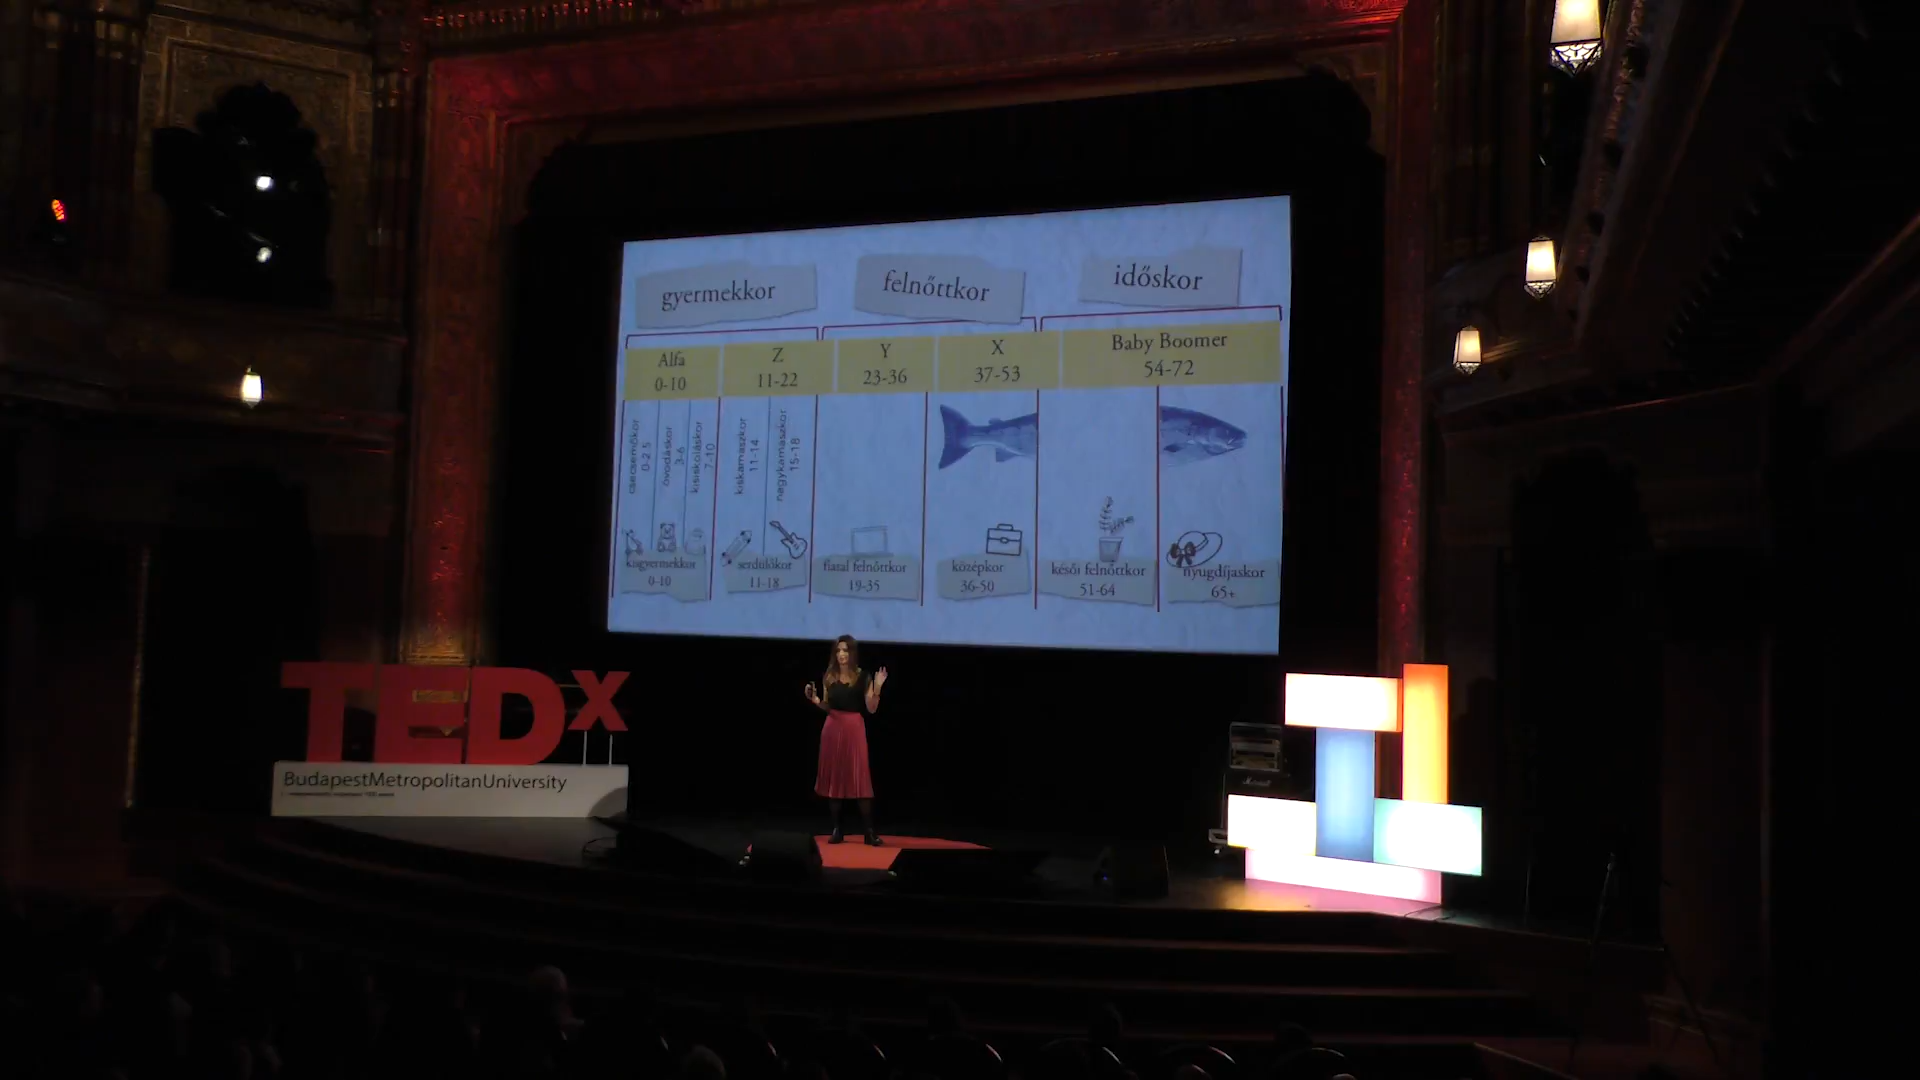 gyermekkor
felnőttkor
időskor
Alfa
0-10
Z
11-22
Y
23-36
X
37-53
Baby Boomer
54-72
csecsemőkor
0-2,5
óvodáskor
3-6
kisiskoláskor
7-10
kiskamaszkor
11-14
nagykamaszkor
15-18
kisgyermekkor
0-10
serdülőkor
11-18
fiatal felnőttkor
19-35
középkor
36-50
késői felnőttkor
51-64
nyugdíjaskor
65+
TEDx
BudapestMetropolitanUniversity